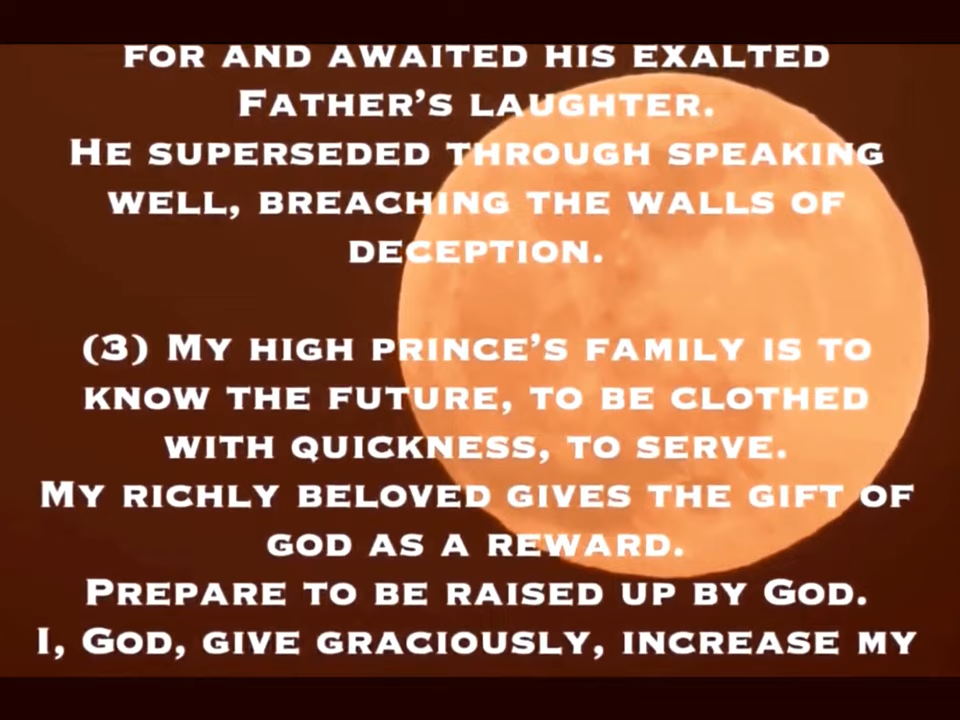 FOR AND AWAITED HIS EXALTED
FATHER'S LAUGHTER.
HE SUPERSEDED THROUGH SPEAKING
WELL, BREACHING THE WALLS OF
DECEPTION.
(3) MY HIGH PRINCE'S FAMILY IS TO
KNOW THE FUTURE, TO BE CLOTHED
WITH QUICKNESS, TO SERVE.
MY RICHLY BELOVED GIVES THE GIFT OF
GOD AS A REWARD.
PREPARE TO BE RAISED UP BY GOD.
I, GOD, GIVE GRACIOUSLY, INCREASE MY